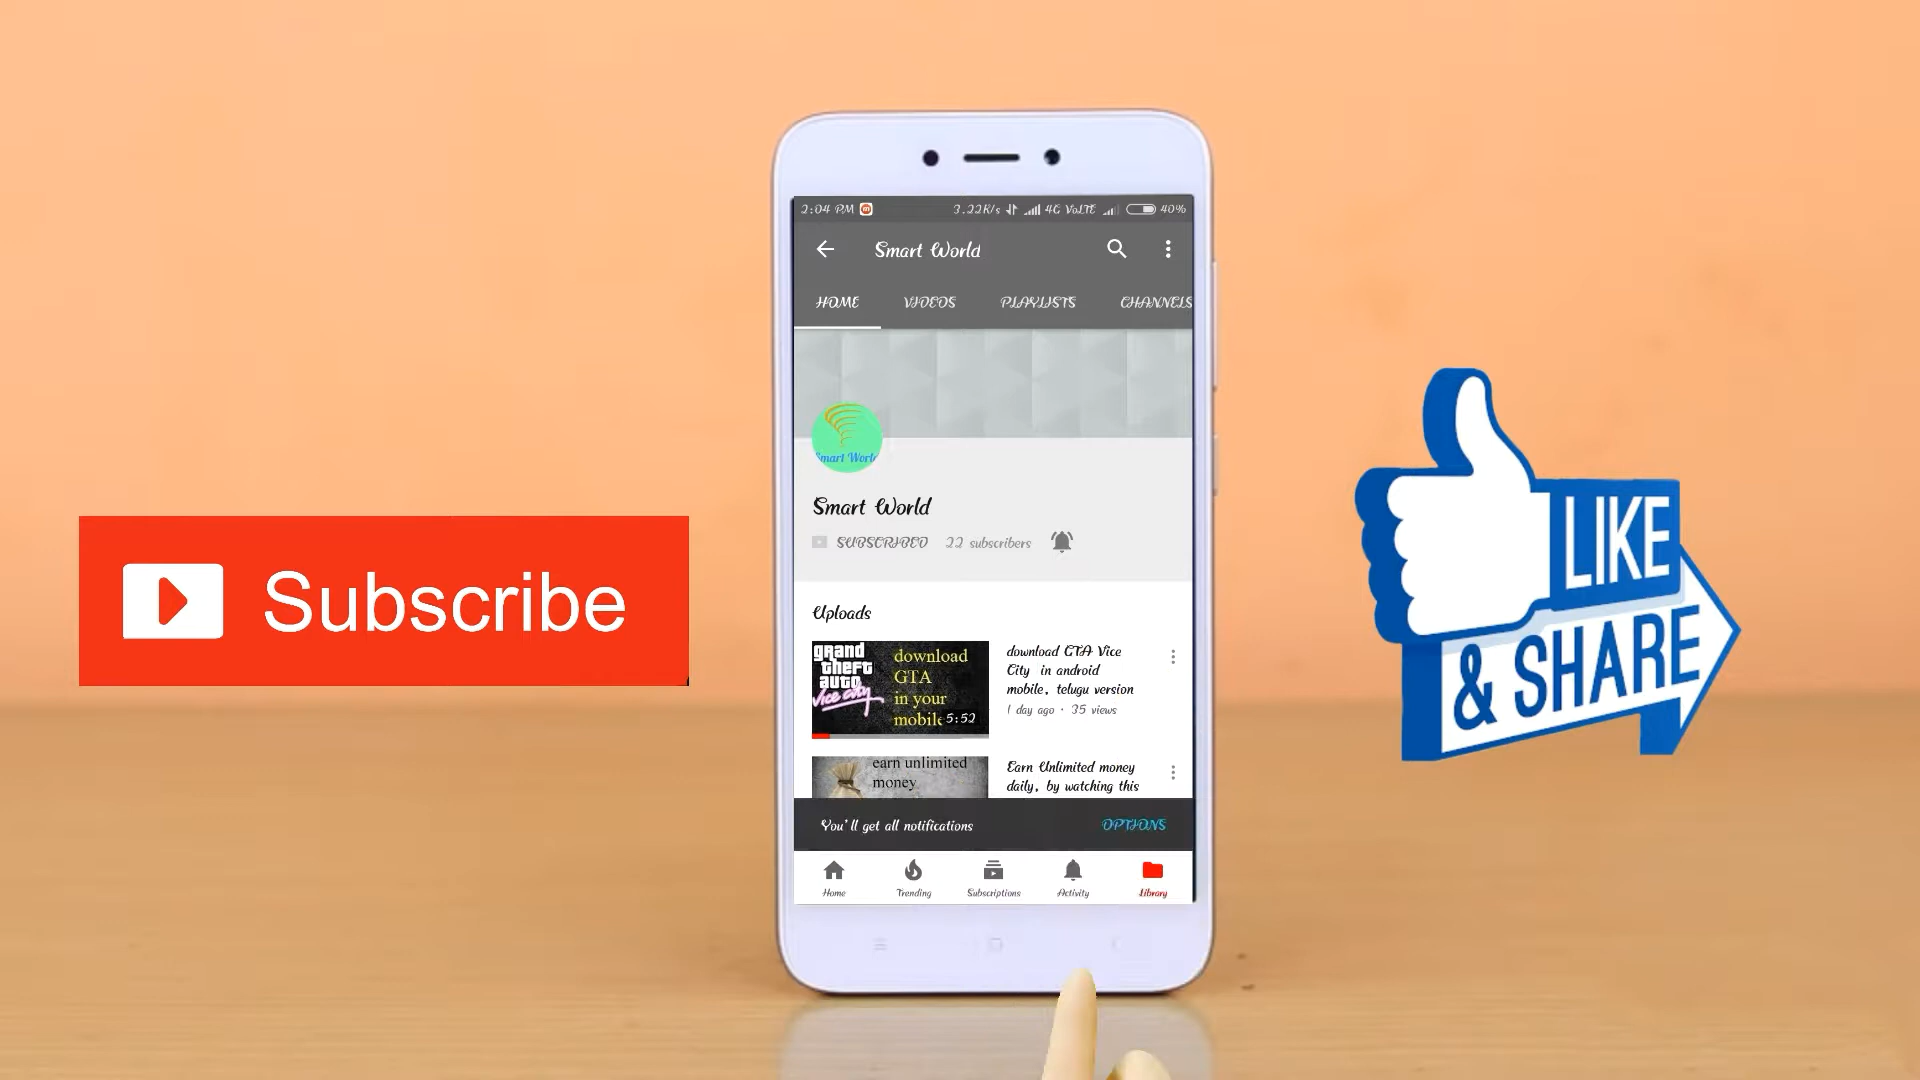 2:04 PM
3.22K/s 4G VoLTE 40%
Smart World
HOME VIDEOS PLAYLISTS CHANNELS
Smart World
Smart World
SUBSCRIBED 22 subscribers
Uploads
grand
theft
auto
Vice City
download
GTA
in your
mobile
5:52
download GTA Vice
City in android
mobile, telugu version
1 day ago · 35 views
earn unlimited
money
Earn Unlimited money
daily, by watching this
You'll get all notifications OPTIONS
Home Trending Subscriptions Activity Library
Subscribe
LIKE
& SHARE